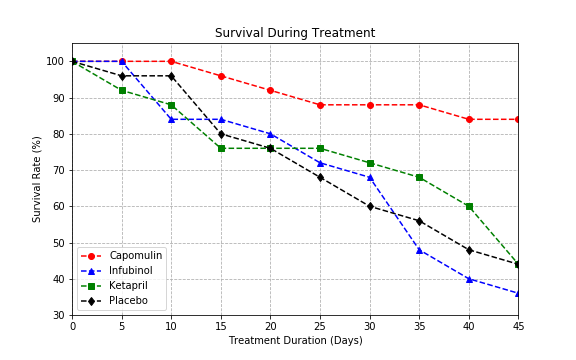 Survival During Treatment
100
90
80
70
60
50
40
30
Survival Rate (%)
Capomulin
Infubinol
Ketapril
Placebo
0 5 10 15 20 25 30 35 40 45
Treatment Duration (Days)